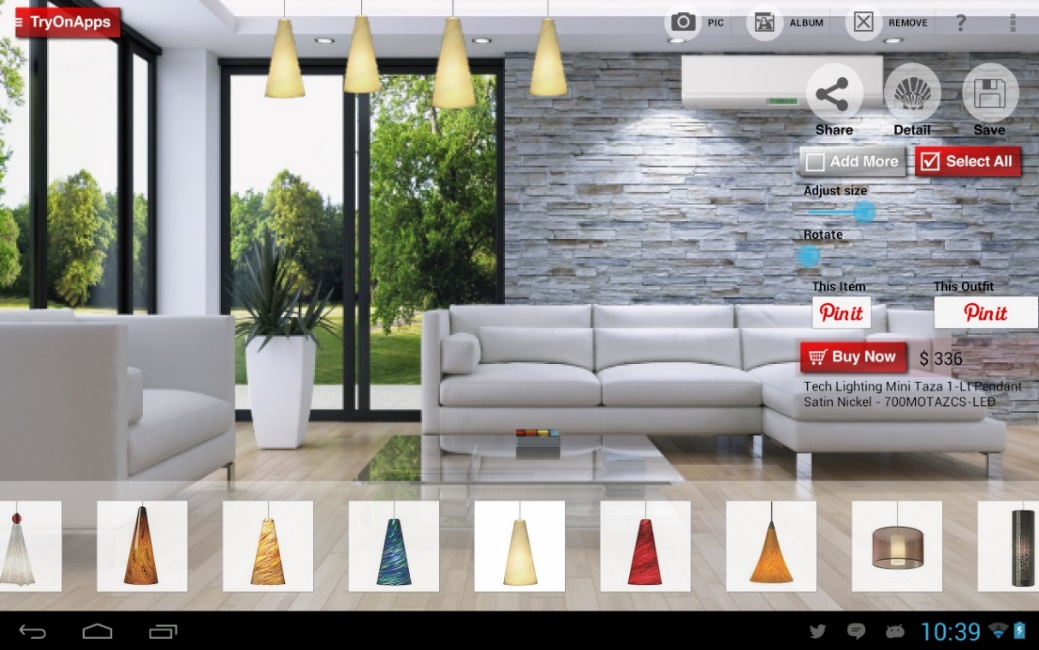 TryOnApps
PIC
ALBUM
REMOVE
?
Share
Detail
Save
Add More
Select All
Adjust size
Rotate
This Item
This Outfit
Pinit
Pinit
Buy Now
$ 336
Tech Lighting Mini Taza 1-Lt Pendant
Satin Nickel - 700MOTAZCS-LED
10:39